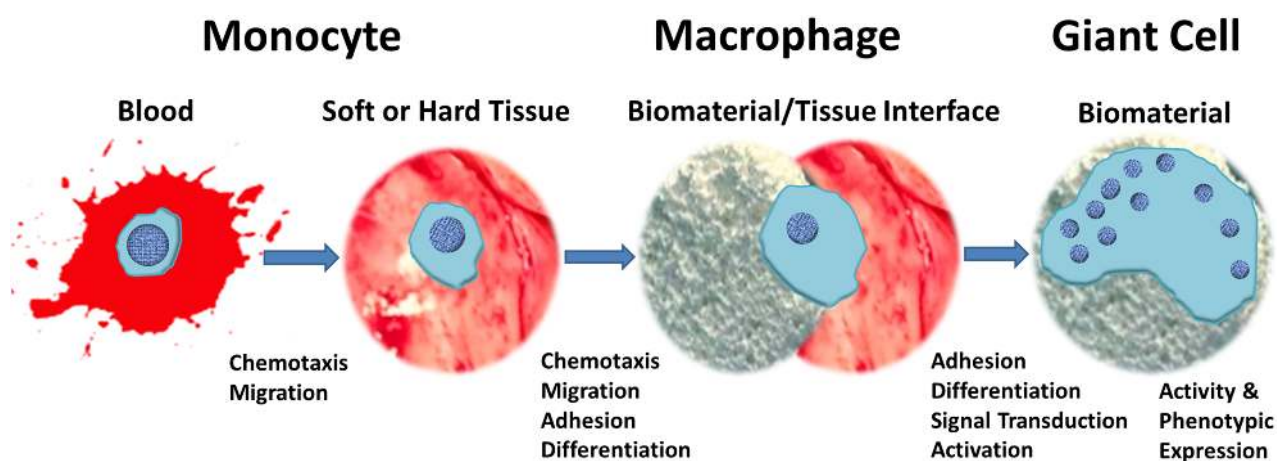 Monocyte
Macrophage
Giant Cell
Blood
Soft or Hard Tissue
Biomaterial/Tissue Interface
Biomaterial
Chemotaxis
Migration
Chemotaxis
Migration
Adhesion
Differentiation
Adhesion
Differentiation
Signal Transduction
Activation
Activity &
Phenotypic
Expression